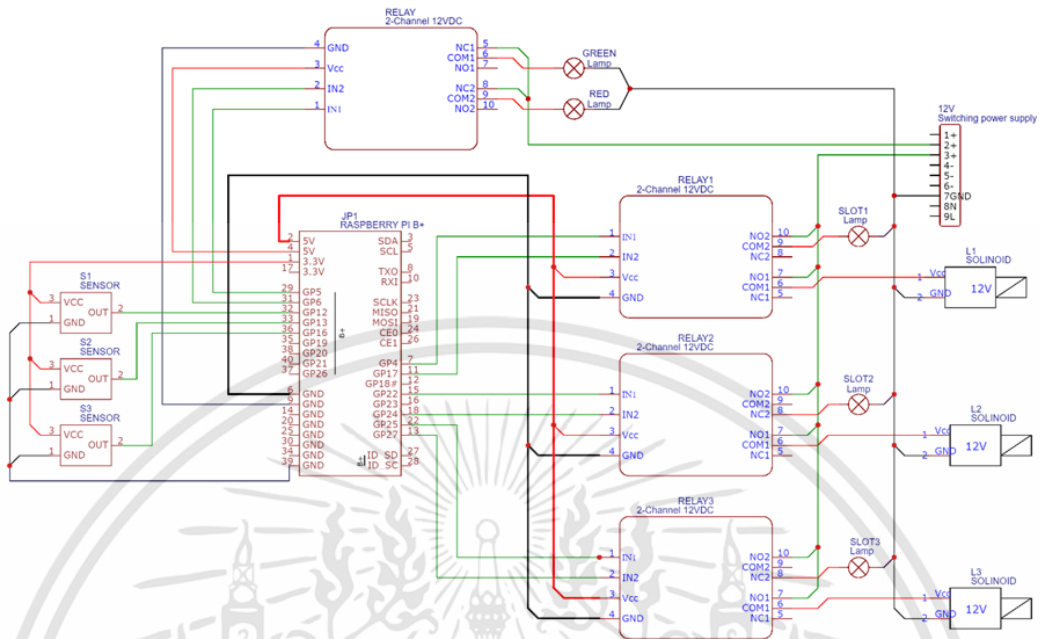 RELAY
2-Channel 12VDC
4 GND
3 Vcc
2 IN2
1 IN1
NC1 5
COM1 6
NO1 7
NC2 8
COM2 9
NO2 10
GREEN
Lamp
RED
Lamp
12V
Switching power supply
1+
2+
3+
4-
5-
6-
7GND
8N
9L
JP1
RASPBERRY PI B+
2 5V
4 5V
1 3.3V
17 3.3V
29 GP5
31 GP6
32 GP12
33 GP13
36 GP16
35 GP19
38 GP20
40 GP21
37 GP26
6 GND
9 GND
14 GND
20 GND
25 GND
30 GND
34 GND
39 GND
SDA 3
SCL 5
TXO 8
RXI 10
SCLK 23
MISO 21
MOSI 19
CE0 24
CE1 26
GP4 7
GP17 11
GP18# 12
GP22 15
GP23 16
GP24 18
GP25 22
GP27 13
ID SD 27
ID SC 28
B+
B+
S1
SENSOR
3 VCC
1 GND
OUT 2
S2
SENSOR
3 VCC
1 GND
OUT 2
S3
SENSOR
3 VCC
1 GND
OUT 2
RELAY1
2-Channel 12VDC
1 IN1
2 IN2
3 Vcc
4 GND
NO2 10
COM2 9
NC2 8
NO1 7
COM1 6
NC1 5
SLOT1
Lamp
L1
SOLINOID
1 Vcc
2 GND
12V
RELAY2
2-Channel 12VDC
1 IN1
2 IN2
3 Vcc
4 GND
NO2 10
COM2 9
NC2 8
NO1 7
COM1 6
NC1 5
SLOT2
Lamp
L2
SOLINOID
1 Vcc
2 GND
12V
RELAY3
2-Channel 12VDC
1 IN1
2 IN2
3 Vcc
4 GND
NO2 10
COM2 9
NC2 8
NO1 7
COM1 6
NC1 5
SLOT3
Lamp
L3
SOLINOID
1 Vcc
2 GND
12V